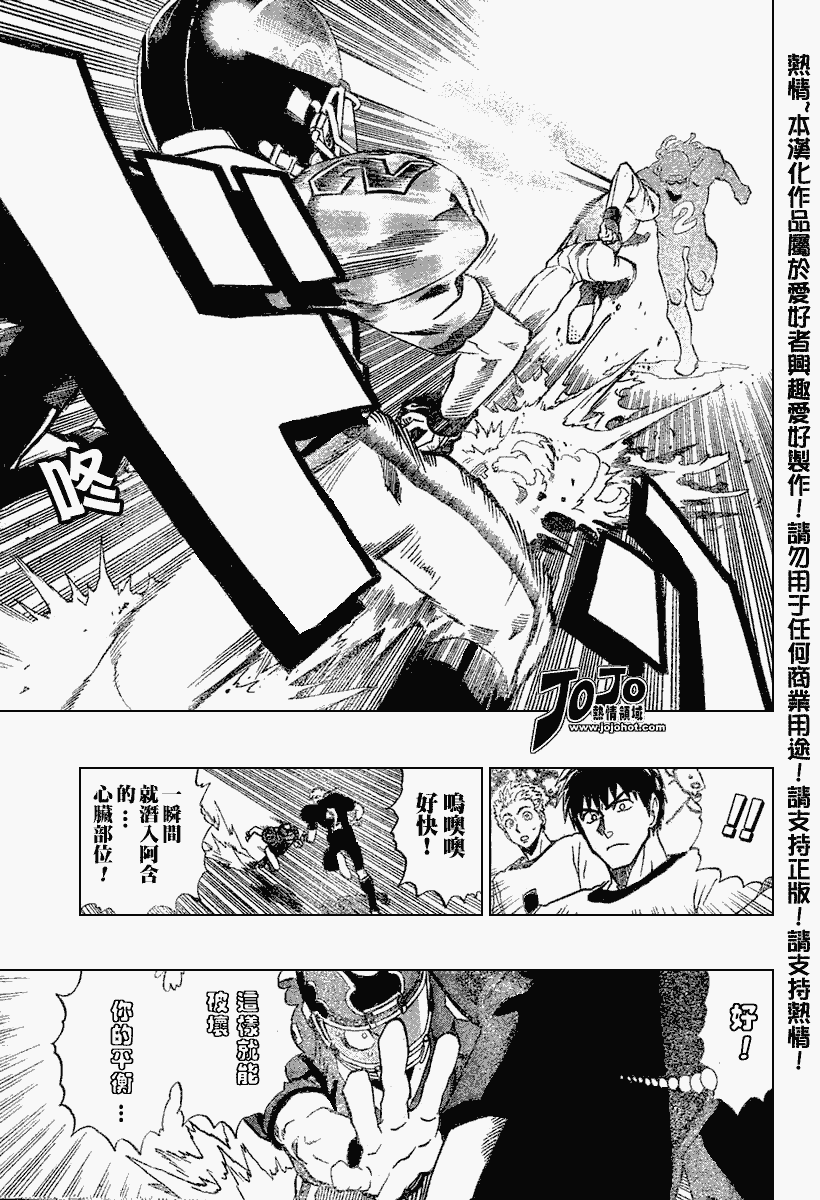 熱情~本漢化作品屬於愛好者興趣愛好製作!請勿用于任何商業用途!請支持正版!請支持熱情!
2
ド
咚
JOJO
熱情領域
www.jojohot.com
!!
嗚噢噢
好快!
一瞬間
就潛入阿含
的…
心臟部位!
好!
這樣就能
破壞
你的平衡…